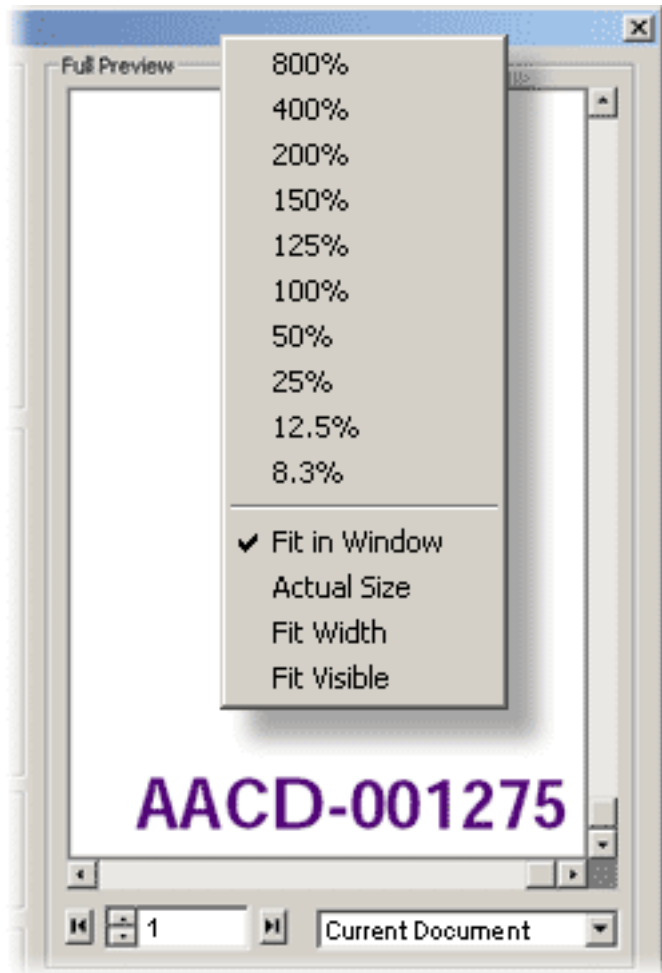 Full Preview
800%
400%
200%
150%
125%
100%
50%
25%
12.5%
8.3%
Fit in Window
Actual Size
Fit Width
Fit Visible
AACD-001275
1
Current Document